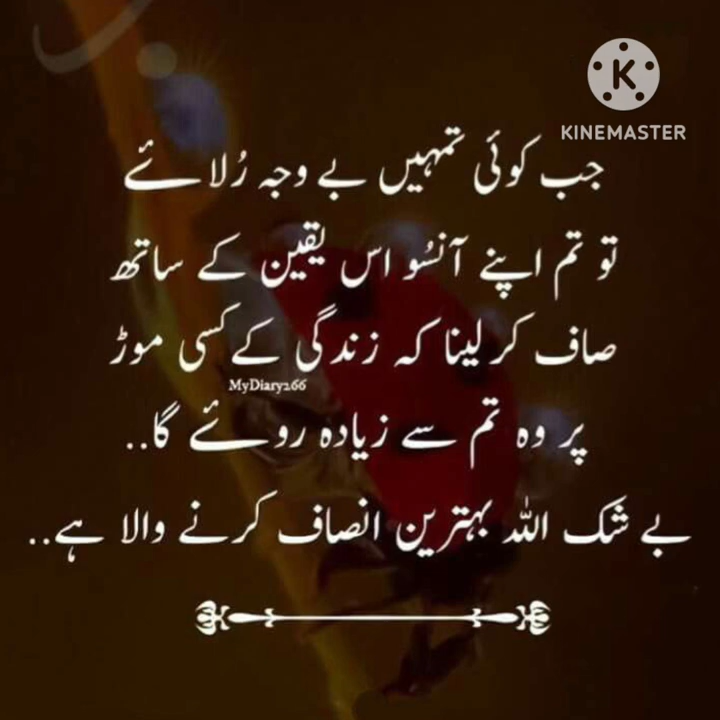 KINEMASTER
جب کوئی تمہیں بے وجہ رُلائے
تو تم اپنے آنسُو اس یقین کے ساتھ
صاف کر لینا کہ زندگی کے کسی موڑ
MyDiary266
پر وہ تم سے زیادہ روئے گا..
بے شک اللہ بہترین انصاف کرنے والا ہے..